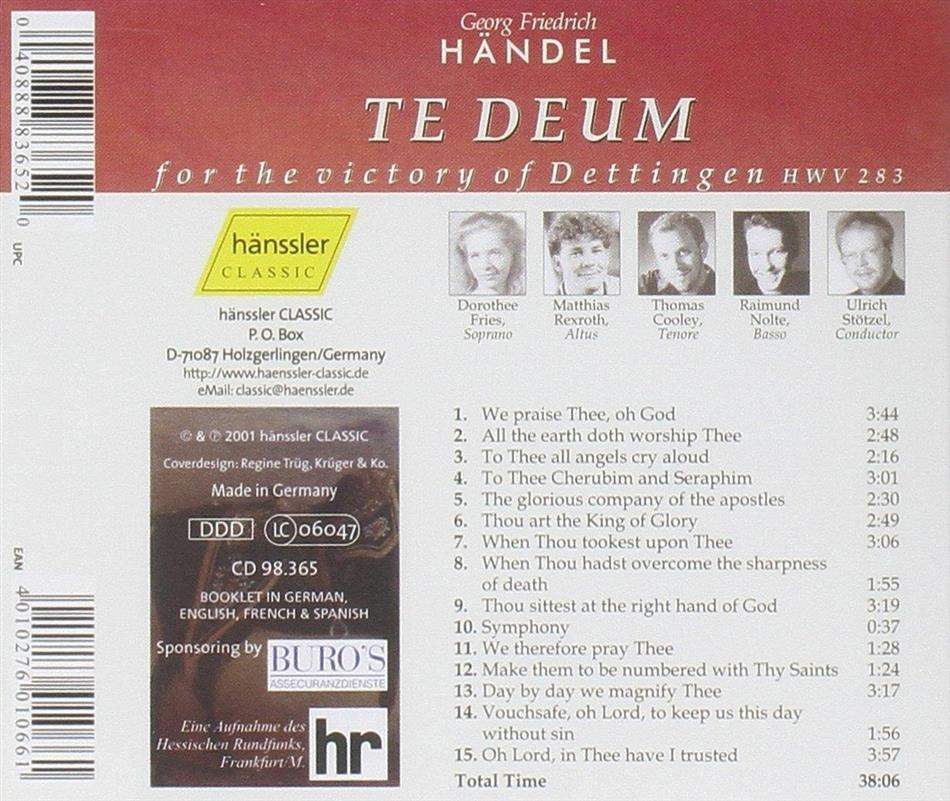 Georg Friedrich
HÄNDEL
TE DEUM
for the victory of Dettingen HWV 283
0 40888 83652 0
UPC
hänssler
CLASSIC
hänssler CLASSIC
P. O. Box
D-71087 Holzgerlingen/Germany
http://www.haenssler-classic.de
eMail: classic@haenssler.de
Dorothee
Fries,
Soprano
Matthias
Rexroth,
Altus
Thomas
Cooley,
Tenore
Raimund
Nolte,
Basso
Ulrich
Stötzel,
Conductor
© & ℗ 2001 hänssler CLASSIC
Coverdesign: Regine Trüg, Krüger & Ko.
Made in Germany
DDD LC 06047
CD 98.365
BOOKLET IN GERMAN,
ENGLISH, FRENCH & SPANISH
Sponsoring by BURO'S
ASSECURANZDIENSTE
Eine Aufnahme des
Hessischen Rundfunks,
Frankfurt/M.
hr
EAN
4 010276 010661
1. We praise Thee, oh God 3:44
2. All the earth doth worship Thee 2:48
3. To Thee all angels cry aloud 2:16
4. To Thee Cherubim and Seraphim 3:01
5. The glorious company of the apostles 2:30
6. Thou art the King of Glory 2:49
7. When Thou tookest upon Thee 3:06
8. When Thou hadst overcome the sharpness
of death 1:55
9. Thou sittest at the right hand of God 3:19
10. Symphony 0:37
11. We therefore pray Thee 1:28
12. Make them to be numbered with Thy Saints 1:24
13. Day by day we magnify Thee 3:17
14. Vouchsafe, oh Lord, to keep us this day
without sin 1:56
15. Oh Lord, in Thee have I trusted 3:57
Total Time 38:06